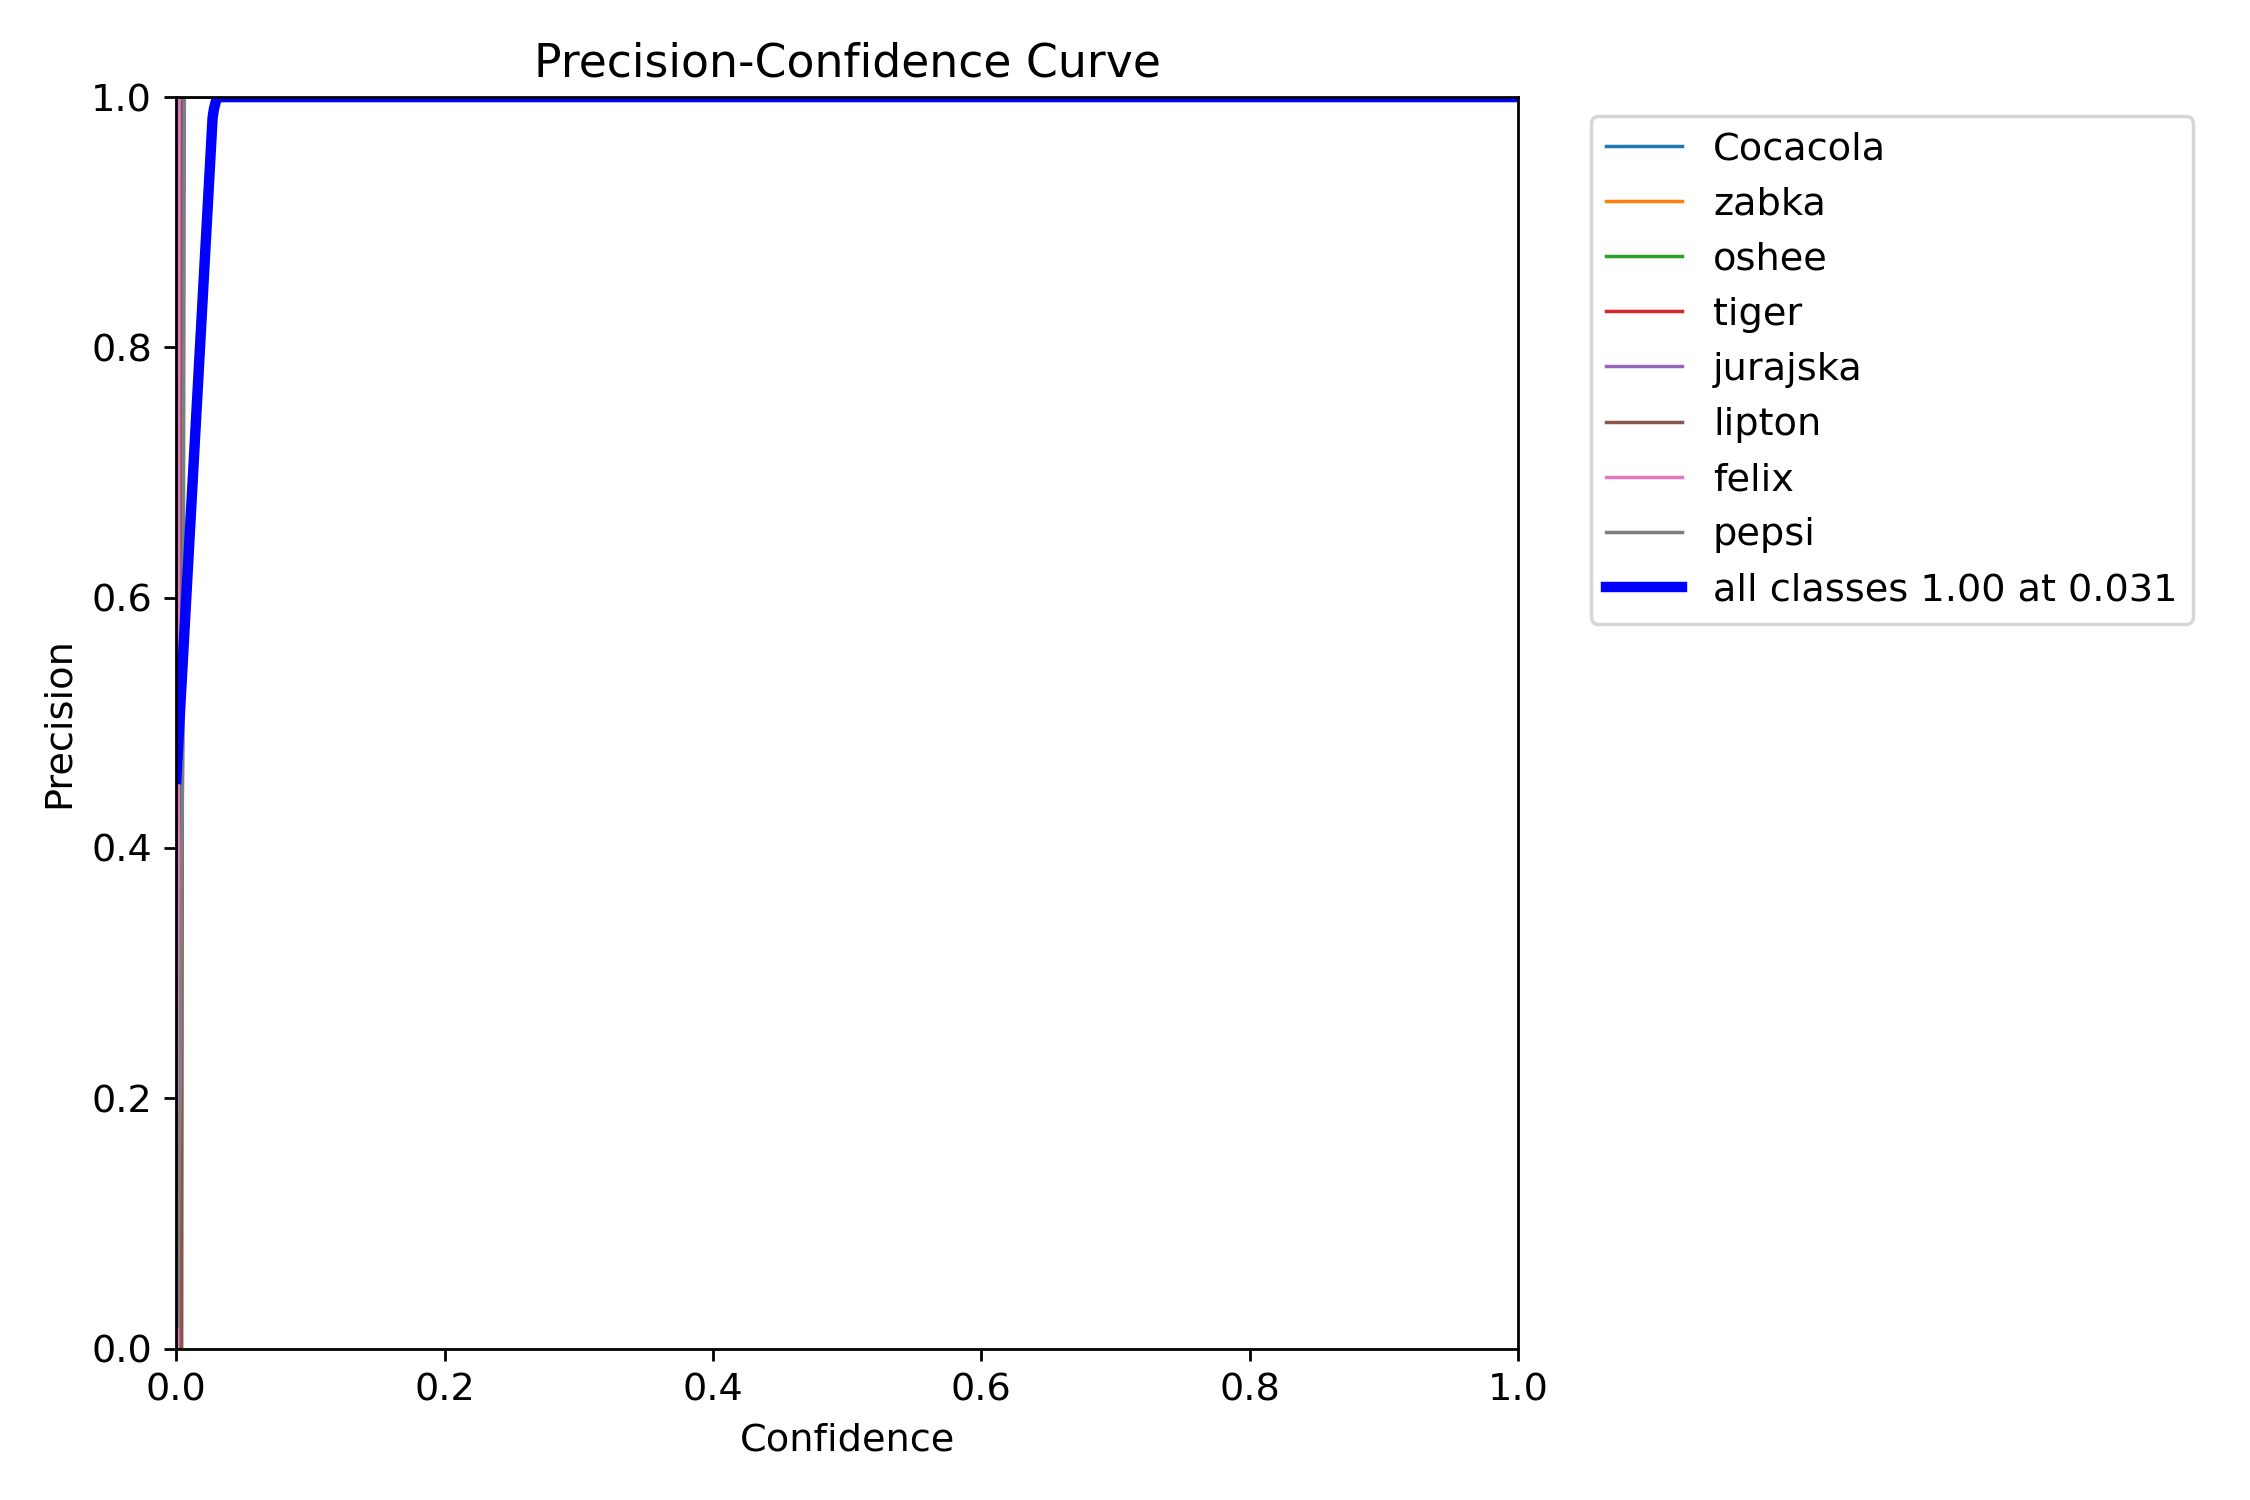 Precision-Confidence Curve
1.0
0.8
0.6
0.4
0.2
0.0
Precision
0.0 0.2 0.4 0.6 0.8 1.0
Confidence
Cocacola
zabka
oshee
tiger
jurajska
lipton
felix
pepsi
all classes 1.00 at 0.031